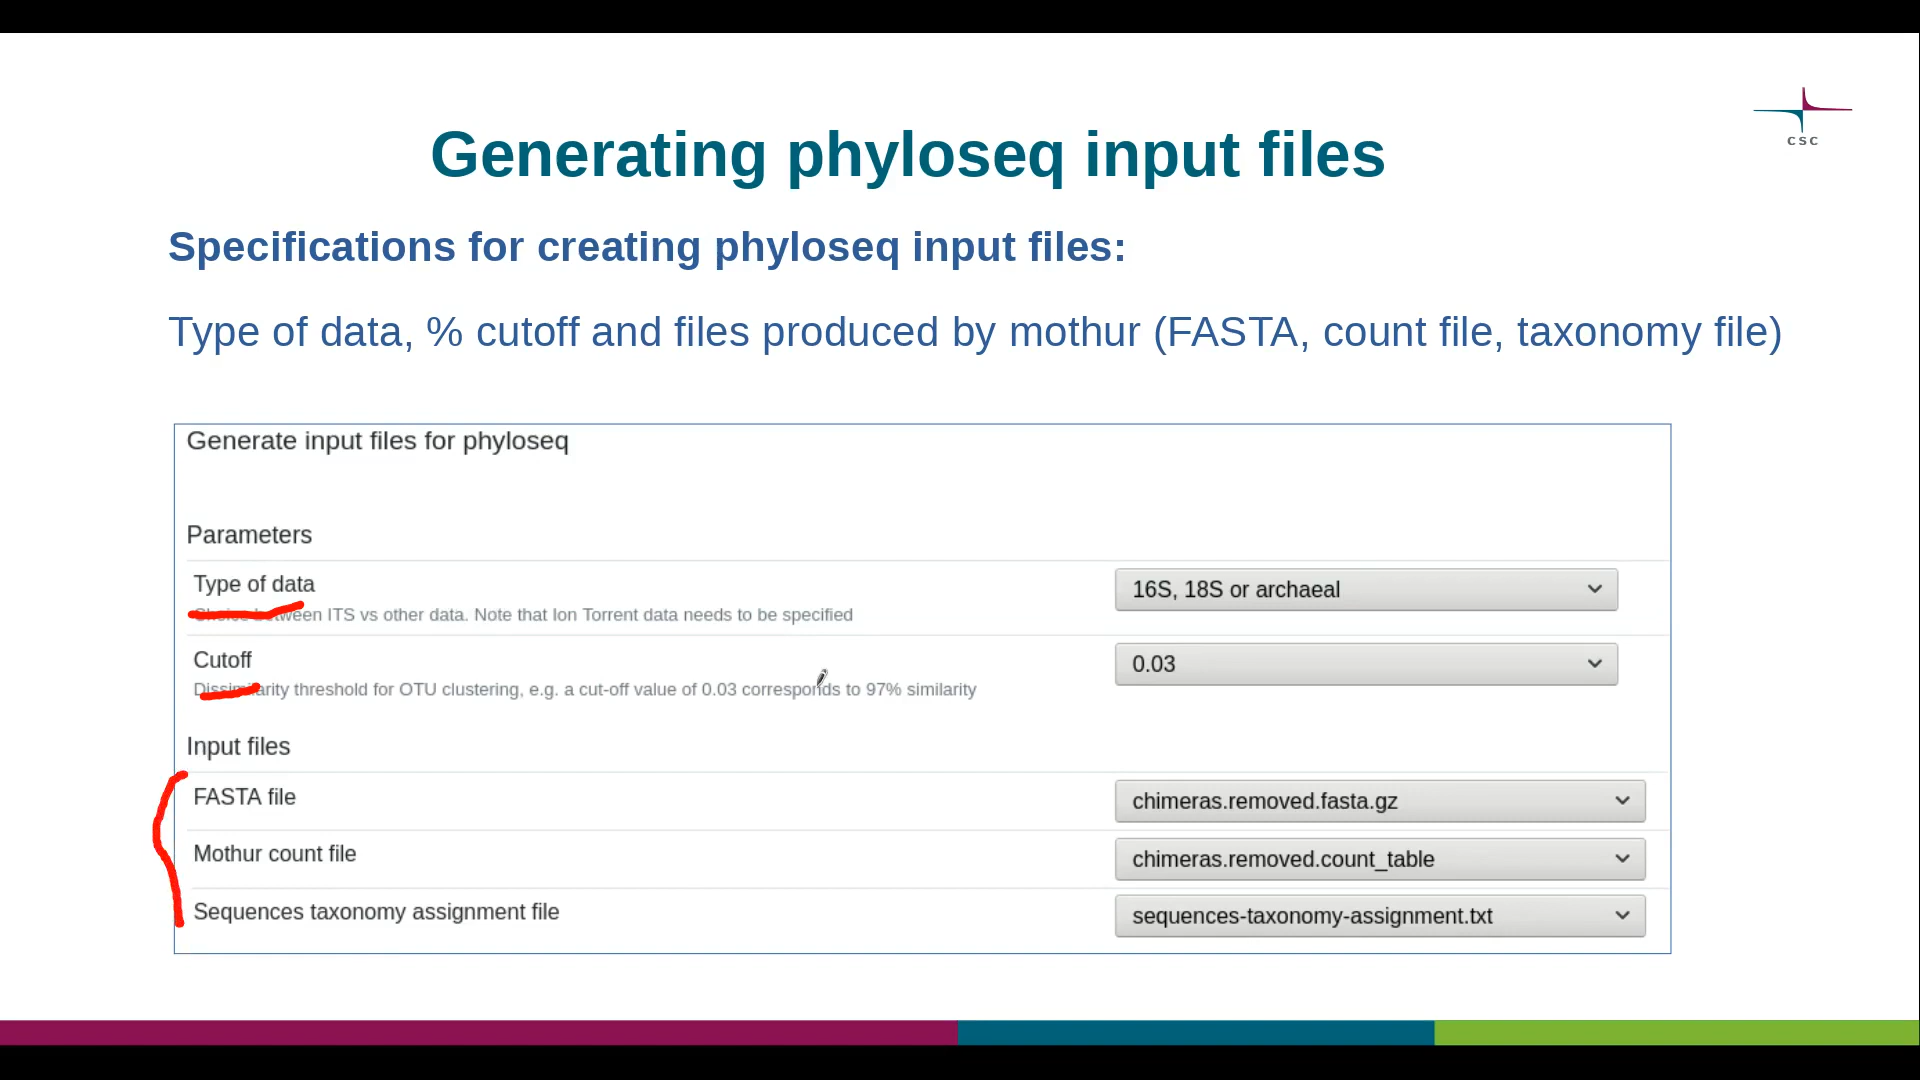 CSC
Generating phyloseq input files
Specifications for creating phyloseq input files:
Type of data, % cutoff and files produced by mothur (FASTA, count file, taxonomy file)
Generate input files for phyloseq
Parameters
Type of data
16S, 18S or archaeal
Choice between ITS vs other data. Note that Ion Torrent data needs to be specified
Cutoff
0.03
Dissimilarity threshold for OTU clustering, e.g. a cut-off value of 0.03 corresponds to 97% similarity
Input files
FASTA file
chimeras.removed.fasta.gz
Mothur count file
chimeras.removed.count_table
Sequences taxonomy assignment file
sequences-taxonomy-assignment.txt